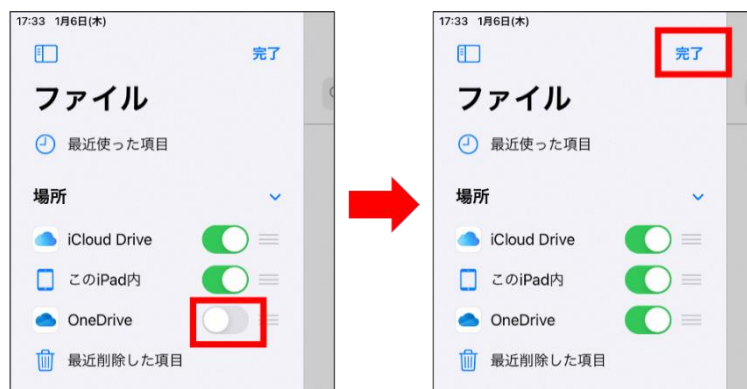 17:33 1月6日(木)
完了
ファイル
最近使った項目
場所
iCloud Drive
このiPad内
OneDrive
最近削除した項目
17:33 1月6日(木)
完了
ファイル
最近使った項目
場所
iCloud Drive
このiPad内
OneDrive
最近削除した項目